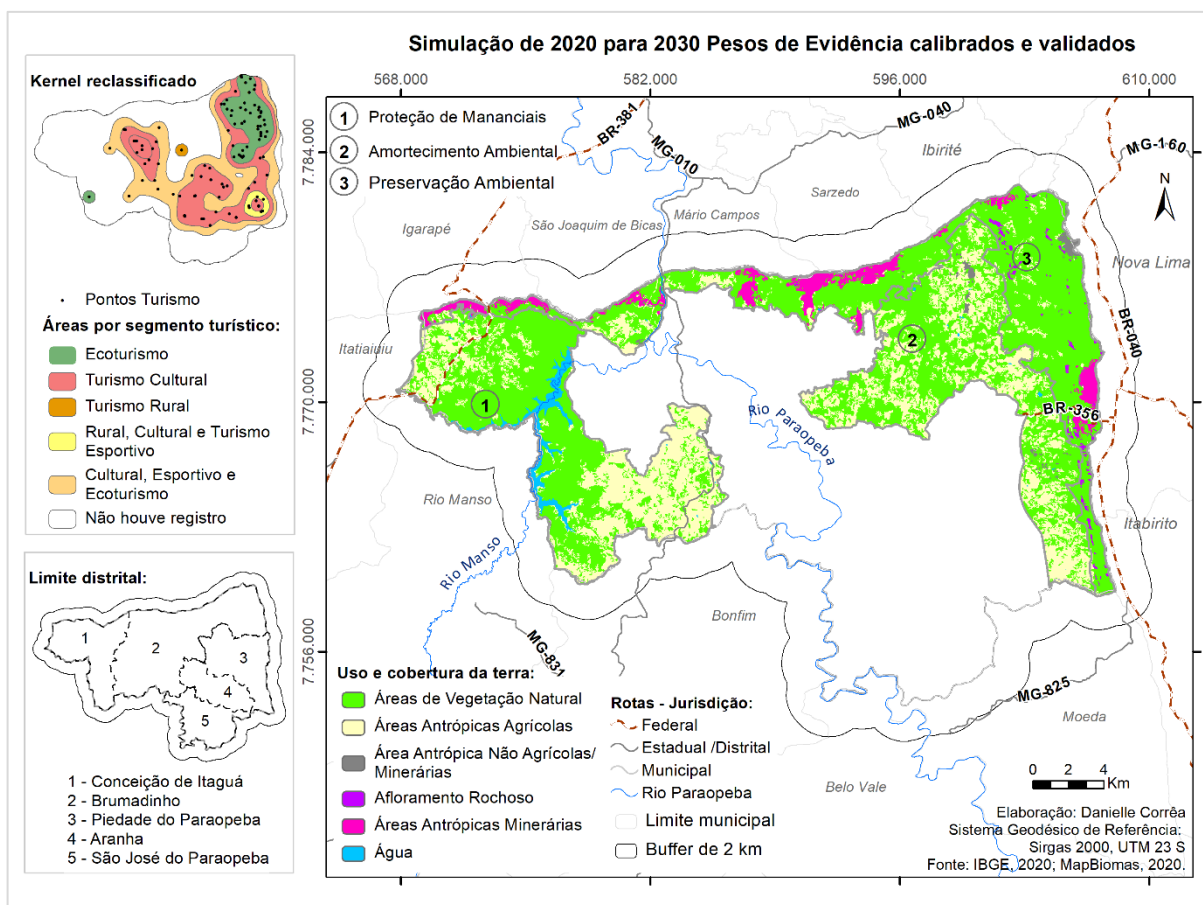 Simulação de 2020 para 2030 Pesos de Evidência calibrados e validados
Kernel reclassificado
Pontos Turismo
Áreas por segmento turístico:
Ecoturismo
Turismo Cultural
Turismo Rural
Rural, Cultural e Turismo
Esportivo
Cultural, Esportivo e
Ecoturismo
Não houve registro
Limite distrital:
1
2
3
4
5
1 - Conceição de Itaguá
2 - Brumadinho
3 - Piedade do Paraopeba
4 - Aranha
5 - São José do Paraopeba
568.000
582.000
596.000
610.000
7.784.000
7.770.000
7.756.000
1 Proteção de Mananciais
2 Amortecimento Ambiental
3 Preservação Ambiental
BR-381
MG-010
MG-040
MG-160
Ibirité
Sarzedo
Mário Campos
São Joaquim de Bicas
Igarapé
N
Nova Lima
3
2
1
Itatiaiuiu
BR-040
BR-356
Rio Paraopeba
Rio Manso
Rio Manso
Itabirito
Bonfim
MG-831
MG-825
Moeda
Belo Vale
Uso e cobertura da terra:
Áreas de Vegetação Natural
Áreas Antrópicas Agrícolas
Área Antrópica Não Agrícolas/
Minerárias
Afloramento Rochoso
Áreas Antrópicas Minerárias
Água
Rotas - Jurisdição:
Federal
Estadual /Distrital
Municipal
Rio Paraopeba
Limite municipal
Buffer de 2 km
0 2 4
Km
Elaboração: Danielle Corrêa
Sistema Geodésico de Referência:
Sirgas 2000, UTM 23 S
Fonte: IBGE, 2020; MapBiomas, 2020.